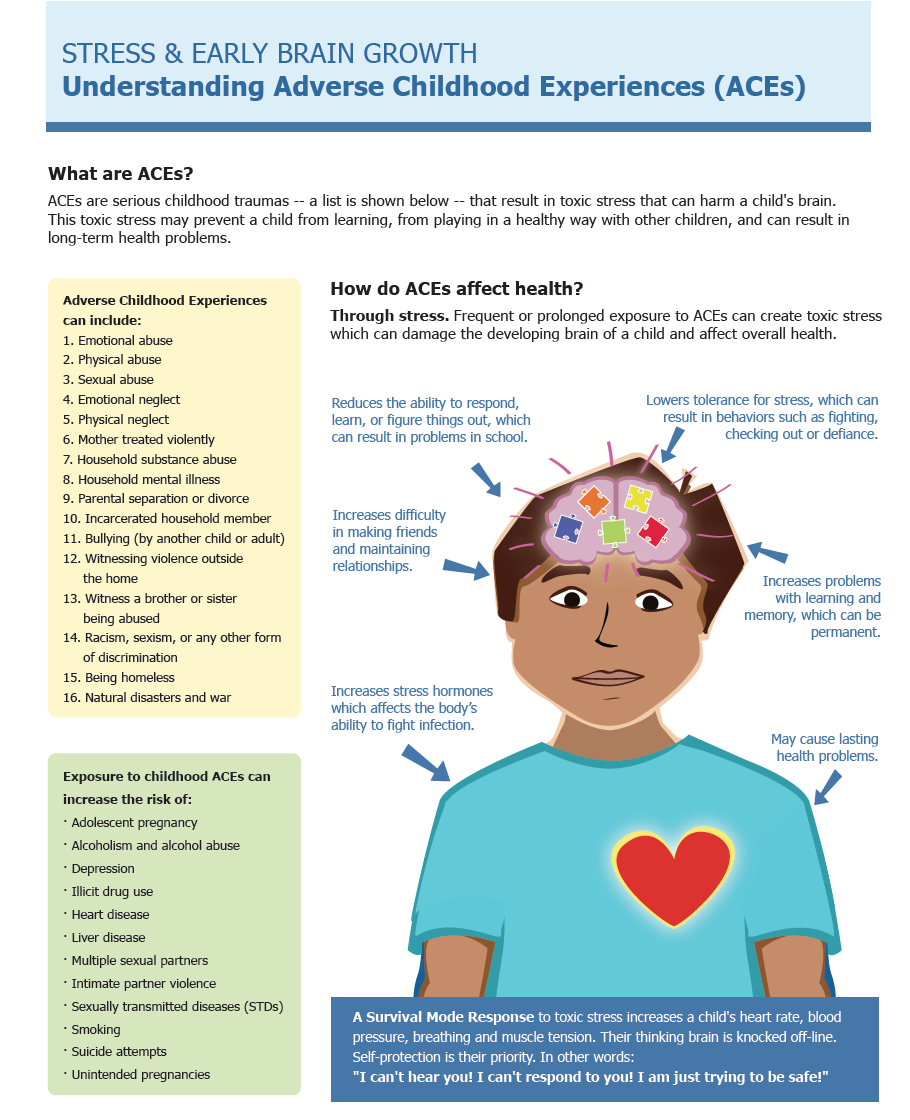 STRESS & EARLY BRAIN GROWTH
Understanding Adverse Childhood Experiences (ACEs)
What are ACEs?
ACEs are serious childhood traumas -- a list is shown below -- that result in toxic stress that can harm a child's brain.
This toxic stress may prevent a child from learning, from playing in a healthy way with other children, and can result in
long-term health problems.
Adverse Childhood Experiences
can include:
1. Emotional abuse
2. Physical abuse
3. Sexual abuse
4. Emotional neglect
5. Physical neglect
6. Mother treated violently
7. Household substance abuse
8. Household mental illness
9. Parental separation or divorce
10. Incarcerated household member
11. Bullying (by another child or adult)
12. Witnessing violence outside
the home
13. Witness a brother or sister
being abused
14. Racism, sexism, or any other form
of discrimination
15. Being homeless
16. Natural disasters and war
Exposure to childhood ACEs can
increase the risk of:
· Adolescent pregnancy
· Alcoholism and alcohol abuse
· Depression
· Illicit drug use
· Heart disease
· Liver disease
· Multiple sexual partners
· Intimate partner violence
· Sexually transmitted diseases (STDs)
· Smoking
· Suicide attempts
· Unintended pregnancies
How do ACEs affect health?
Through stress. Frequent or prolonged exposure to ACEs can create toxic stress
which can damage the developing brain of a child and affect overall health.
Reduces the ability to respond,
learn, or figure things out, which
can result in problems in school.
Lowers tolerance for stress, which can
result in behaviors such as fighting,
checking out or defiance.
Increases difficulty
in making friends
and maintaining
relationships.
Increases problems
with learning and
memory, which can be
permanent.
Increases stress hormones
which affects the body's
ability to fight infection.
May cause lasting
health problems.
A Survival Mode Response to toxic stress increases a child's heart rate, blood
pressure, breathing and muscle tension. Their thinking brain is knocked off-line.
Self-protection is their priority. In other words:
"I can't hear you! I can't respond to you! I am just trying to be safe!"